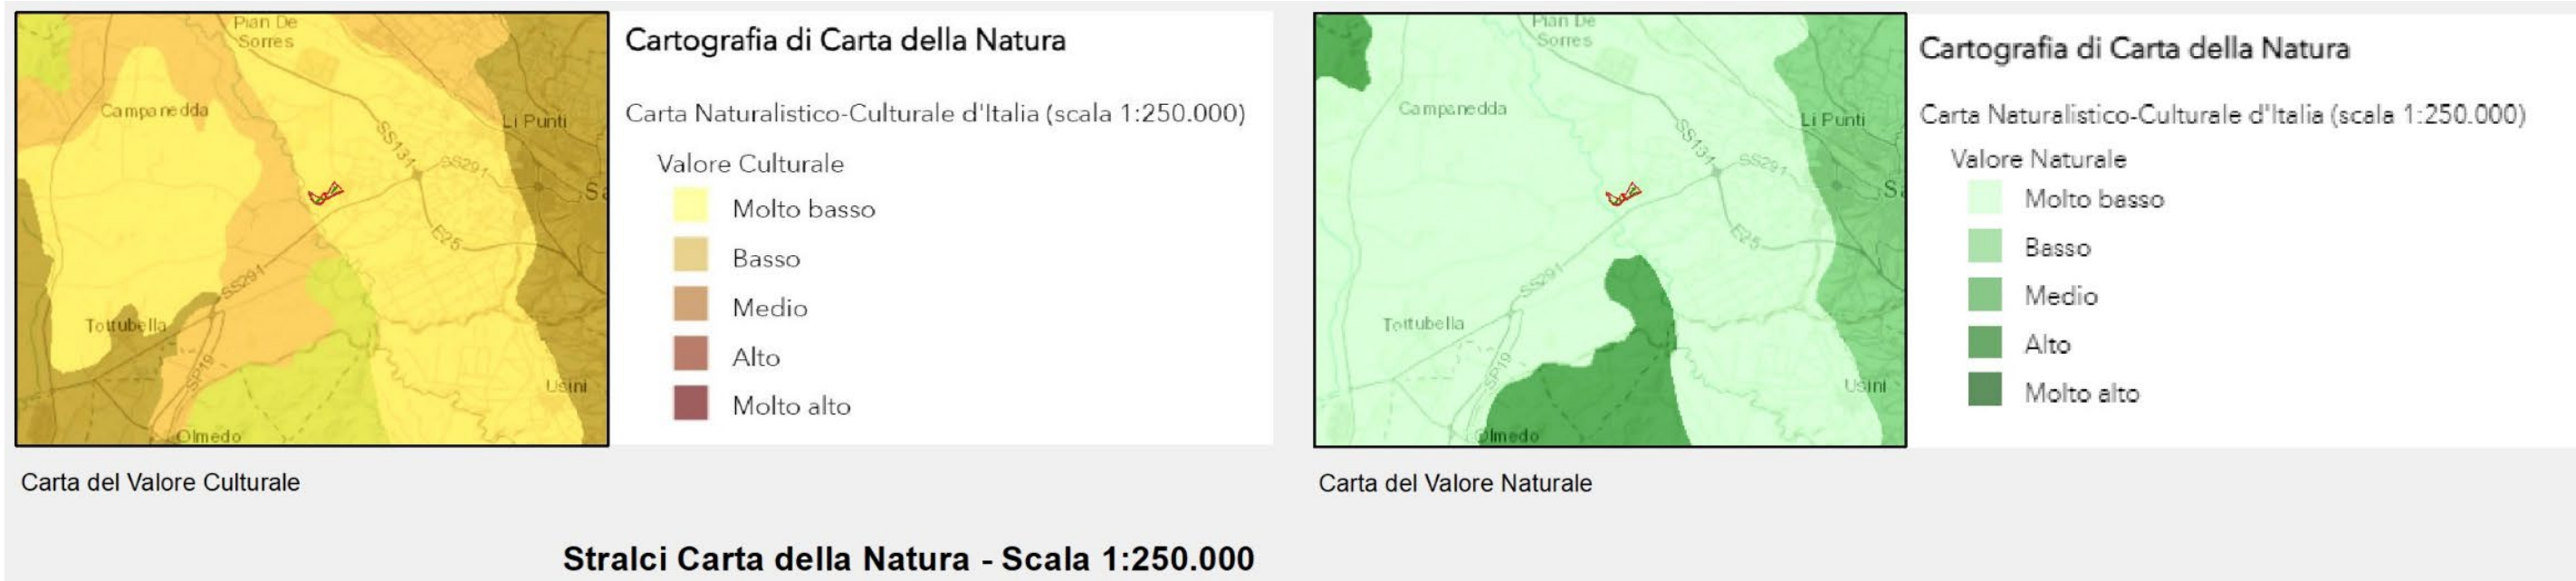 Pian De
Sorres
Campanedda
Li Punti
SS131
SS291
E25
SS291
Tottubella
SP19
Usini
Olmedo
Cartografia di Carta della Natura
Carta Naturalistico-Culturale d'Italia (scala 1:250.000)
Valore Culturale
Molto basso
Basso
Medio
Alto
Molto alto
Carta del Valore Culturale
Pian De
Sorres
Campanedda
Li Punti
SS131
SS291
E25
SS291
Tottubella
SP19
Usini
Olmedo
Cartografia di Carta della Natura
Carta Naturalistico-Culturale d'Italia (scala 1:250.000)
Valore Naturale
Molto basso
Basso
Medio
Alto
Molto alto
Carta del Valore Naturale
Stralci Carta della Natura - Scala 1:250.000